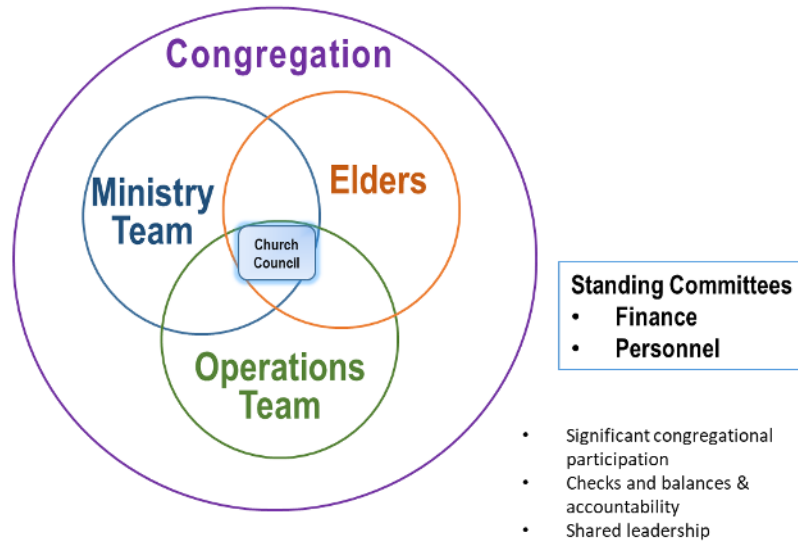 Congregation
Ministry
Team
Elders
Church
Council
Operations
Team
Standing Committees
• Finance
• Personnel
• Significant congregational
participation
• Checks and balances &
accountability
• Shared leadership